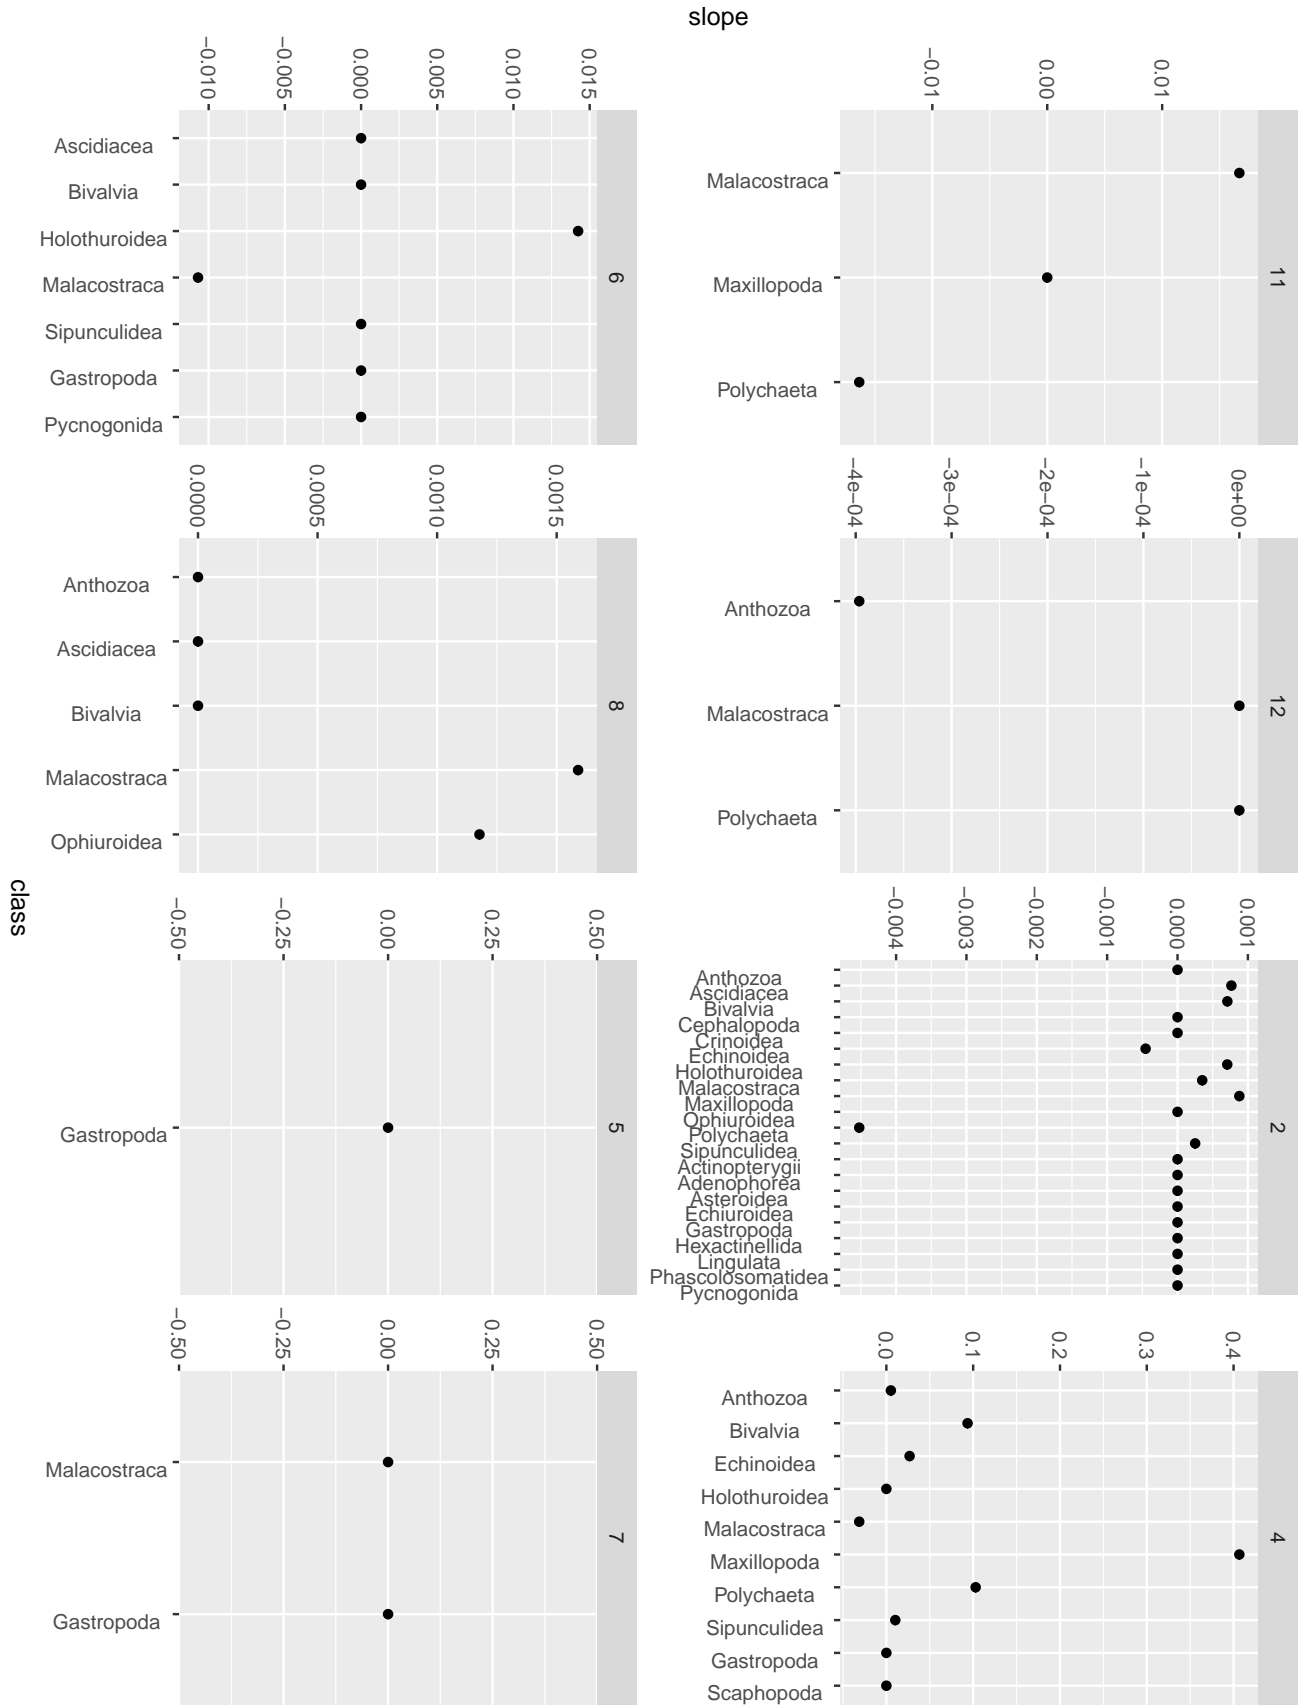 slope
11
0.01
0.00
−0.01
Malacostraca
Maxillopoda
Polychaeta
12
0e+00
−1e−04
−2e−04
−3e−04
−4e−04
Anthozoa
Malacostraca
Polychaeta
2
0.001
0.000
−0.001
−0.002
−0.003
−0.004
Anthozoa
Ascidiacea
Bivalvia
Cephalopoda
Crinoidea
Echinoidea
Holothuroidea
Malacostraca
Maxillopoda
Ophiuroidea
Polychaeta
Sipunculidea
Actinopterygii
Adenophorea
Asteroidea
Echiuroidea
Gastropoda
Hexactinellida
Lingulata
Phascolosomatidea
Pycnogonida
4
0.4
0.3
0.2
0.1
0.0
Anthozoa
Bivalvia
Echinoidea
Holothuroidea
Malacostraca
Maxillopoda
Polychaeta
Sipunculidea
Gastropoda
Scaphopoda
6
0.015
0.010
0.005
0.000
−0.005
−0.010
Ascidiacea
Bivalvia
Holothuroidea
Malacostraca
Sipunculidea
Gastropoda
Pycnogonida
8
0.0015
0.0010
0.0005
0.0000
Anthozoa
Ascidiacea
Bivalvia
Malacostraca
Ophiuroidea
5
0.50
0.25
0.00
−0.25
−0.50
Gastropoda
7
0.50
0.25
0.00
−0.25
−0.50
Malacostraca
Gastropoda
class